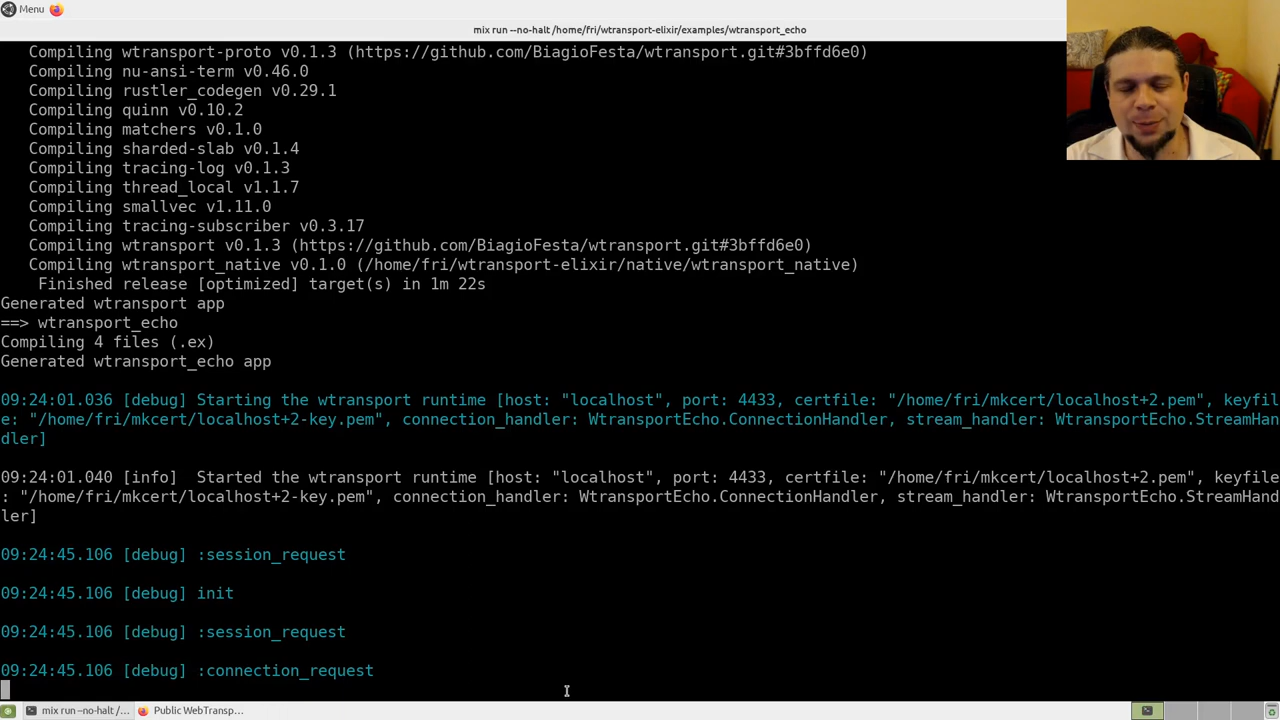 Menu
mix run --no-halt /home/fri/wtransport-elixir/examples/wtransport_echo
Compiling wtransport-proto v0.1.3 (https://github.com/BiagioFesta/wtransport.git#3bffd6e0)
Compiling nu-ansi-term v0.46.0
Compiling rustler_codegen v0.29.1
Compiling quinn v0.10.2
Compiling matchers v0.1.0
Compiling sharded-slab v0.1.4
Compiling tracing-log v0.1.3
Compiling thread_local v1.1.7
Compiling smallvec v1.11.0
Compiling tracing-subscriber v0.3.17
Compiling wtransport v0.1.3 (https://github.com/BiagioFesta/wtransport.git#3bffd6e0)
Compiling wtransport_native v0.1.0 (/home/fri/wtransport-elixir/native/wtransport_native)
Finished release [optimized] target(s) in 1m 22s
Generated wtransport app
==> wtransport_echo
Compiling 4 files (.ex)
Generated wtransport_echo app
09:24:01.036 [debug] Starting the wtransport runtime [host: "localhost", port: 4433, certfile: "/home/fri/mkcert/localhost+2.pem", keyfil
e: "/home/fri/mkcert/localhost+2-key.pem", connection_handler: WtransportEcho.ConnectionHandler, stream_handler: WtransportEcho.StreamHan
dler]
09:24:01.040 [info]  Started the wtransport runtime [host: "localhost", port: 4433, certfile: "/home/fri/mkcert/localhost+2.pem", keyfile
: "/home/fri/mkcert/localhost+2-key.pem", connection_handler: WtransportEcho.ConnectionHandler, stream_handler: WtransportEcho.StreamHand
ler]
09:24:45.106 [debug] :session_request
09:24:45.106 [debug] init
09:24:45.106 [debug] :session_request
09:24:45.106 [debug] :connection_request
mix run --no-halt /...
Public WebTransp...